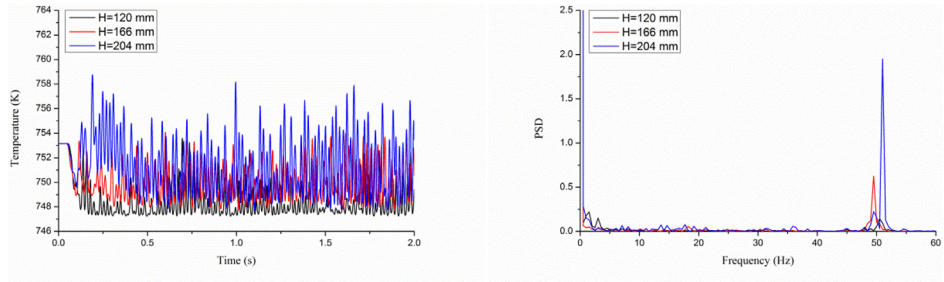 764
762
760
758
756
754
752
750
748
746
Temperature (K)
H=120 mm
H=166 mm
H=204 mm
0.0 0.5 1.0 1.5 2.0
Time (s)
2.5
2.0
1.5
1.0
0.5
0.0
PSD
H=120 mm
H=166 mm
H=204 mm
0 10 20 30 40 50 60
Frequency (Hz)